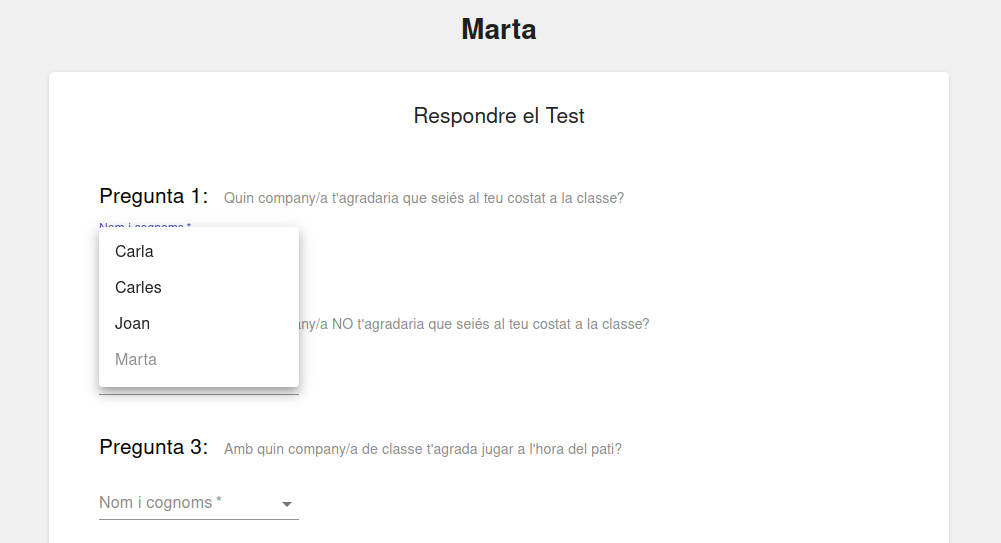 Marta
Respondre el Test
Pregunta 1: Quin company/a t'agradaria que seiés al teu costat a la classe?
Nom i cognoms *
Carla
Carles
Joan
any/a NO t'agradaria que seiés al teu costat a la classe?
Marta
Pregunta 3: Amb quin company/a de classe t'agrada jugar a l'hora del pati?
Nom i cognoms *